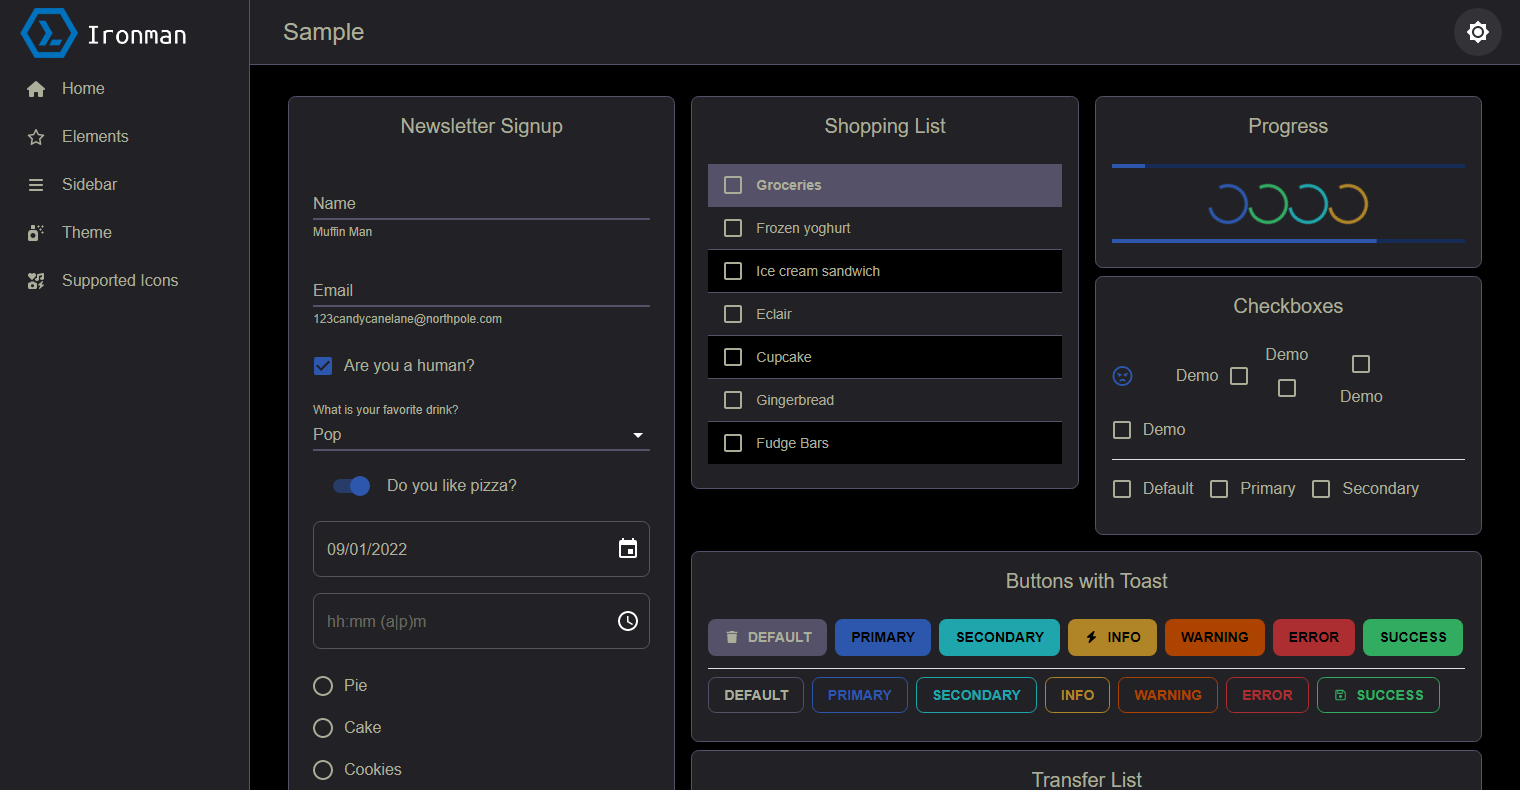 Ironman
Home
Elements
Sidebar
Theme
Supported Icons
Sample
Newsletter Signup
Name
Muffin Man
Email
123candycanelane@northpole.com
Are you a human?
What is your favorite drink?
Pop
Do you like pizza?
09/01/2022
hh:mm (a|p)m
Pie
Cake
Cookies
Shopping List
Groceries
Frozen yoghurt
Ice cream sandwich
Eclair
Cupcake
Gingerbread
Fudge Bars
Progress
Checkboxes
Demo
Demo
Demo
Demo
Default Primary Secondary
Buttons with Toast
DEFAULT PRIMARY SECONDARY INFO WARNING ERROR SUCCESS
DEFAULT PRIMARY SECONDARY INFO WARNING ERROR SUCCESS
Transfer List